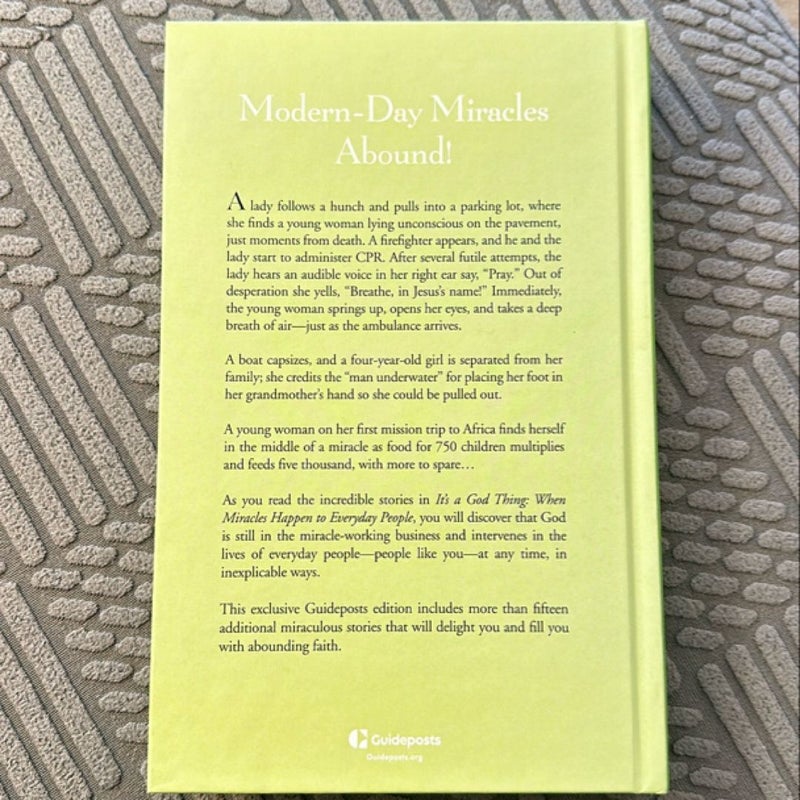 Modern-Day Miracles
Abound!
A lady follows a hunch and pulls into a parking lot, where
she finds a young woman lying unconscious on the pavement,
just moments from death. A firefighter appears, and he and the
lady start to administer CPR. After several futile attempts, the
lady hears an audible voice in her right ear say, “Pray.” Out of
desperation she yells, “Breathe, in Jesus’s name!” Immediately,
the young woman springs up, opens her eyes, and takes a deep
breath of air—just as the ambulance arrives.
A boat capsizes, and a four-year-old girl is separated from her
family; she credits the “man underwater” for placing her foot in
her grandmother’s hand so she could be pulled out.
A young woman on her first mission trip to Africa finds herself
in the middle of a miracle as food for 750 children multiplies
and feeds five thousand, with more to spare…
As you read the incredible stories in It’s a God Thing: When
Miracles Happen to Everyday People, you will discover that God
is still in the miracle-working business and intervenes in the
lives of everyday people—people like you—at any time, in
inexplicable ways.
This exclusive Guideposts edition includes more than fifteen
additional miraculous stories that will delight you and fill you
with abounding faith.
Guideposts
Guideposts.org